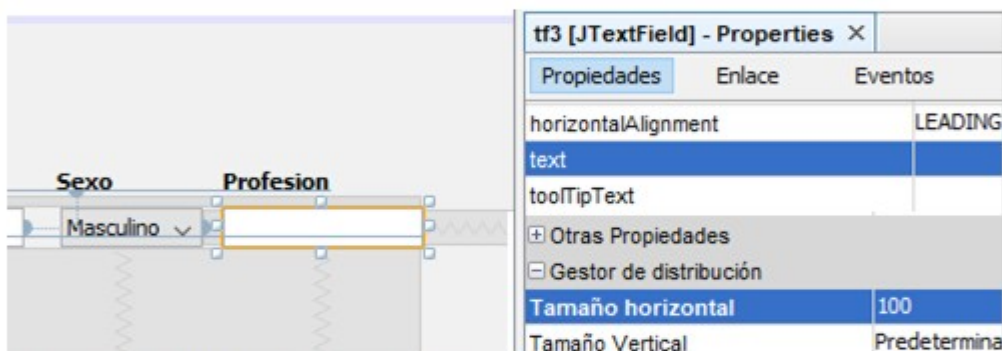 tf3 [JTextField] - Properties
Propiedades Enlace Eventos
horizontalAlignment LEADING
text
toolTipText
Otras Propiedades
Gestor de distribución
Tamaño horizontal 100
Tamaño Vertical Predetermina
Sexo Profesion
Masculino